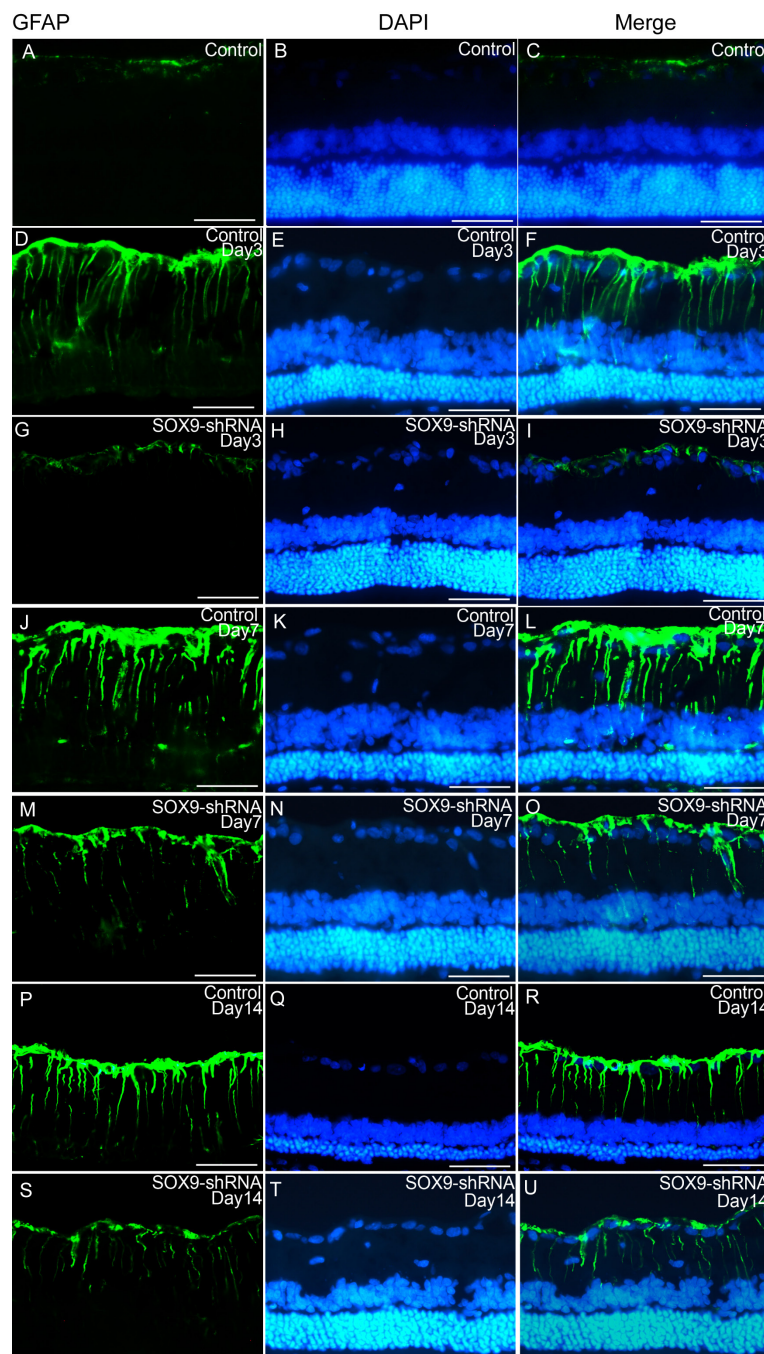 GFAP DAPI Merge
A Control B Control C Control
D Control E Control F Control
Day3 Day3 Day3
G SOX9-shRNA H SOX9-shRNA I SOX9-shRNA
Day3 Day3 Day3
J Control K Control L Control
Day7 Day7 Day7
M SOX9-shRNA N SOX9-shRNA O SOX9-shRNA
Day7 Day7 Day7
P Control Q Control R Control
Day14 Day14 Day14
S SOX9-shRNA T SOX9-shRNA U SOX9-shRNA
Day14 Day14 Day14